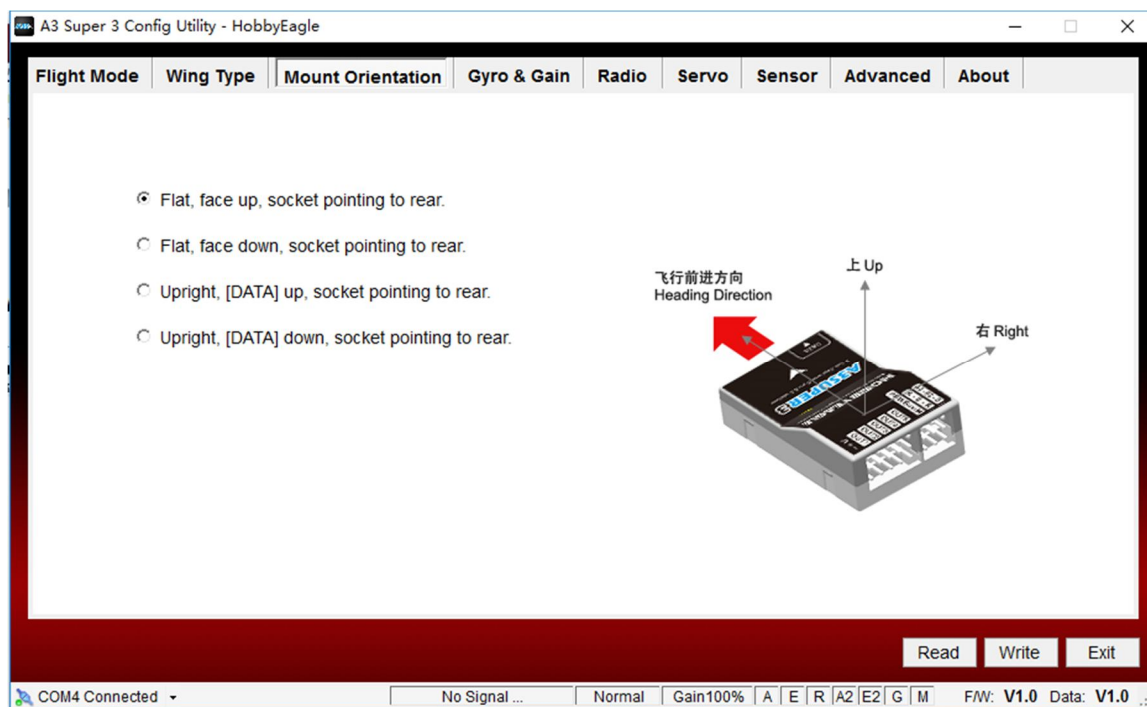 A3 Super 3 Config Utility - HobbyEagle
Flight Mode Wing Type Mount Orientation Gyro & Gain Radio Servo Sensor Advanced About
Flat, face up, socket pointing to rear.
Flat, face down, socket pointing to rear.
Upright, [DATA] up, socket pointing to rear.
Upright, [DATA] down, socket pointing to rear.
飞行前进方向
Heading Direction
上 Up
右 Right
DATA
A3SUPER3
HOBBYEAGLE
Read Write Exit
COM4 Connected No Signal ... Normal Gain100% A E R A2 E2 G M F/W: V1.0 Data: V1.0